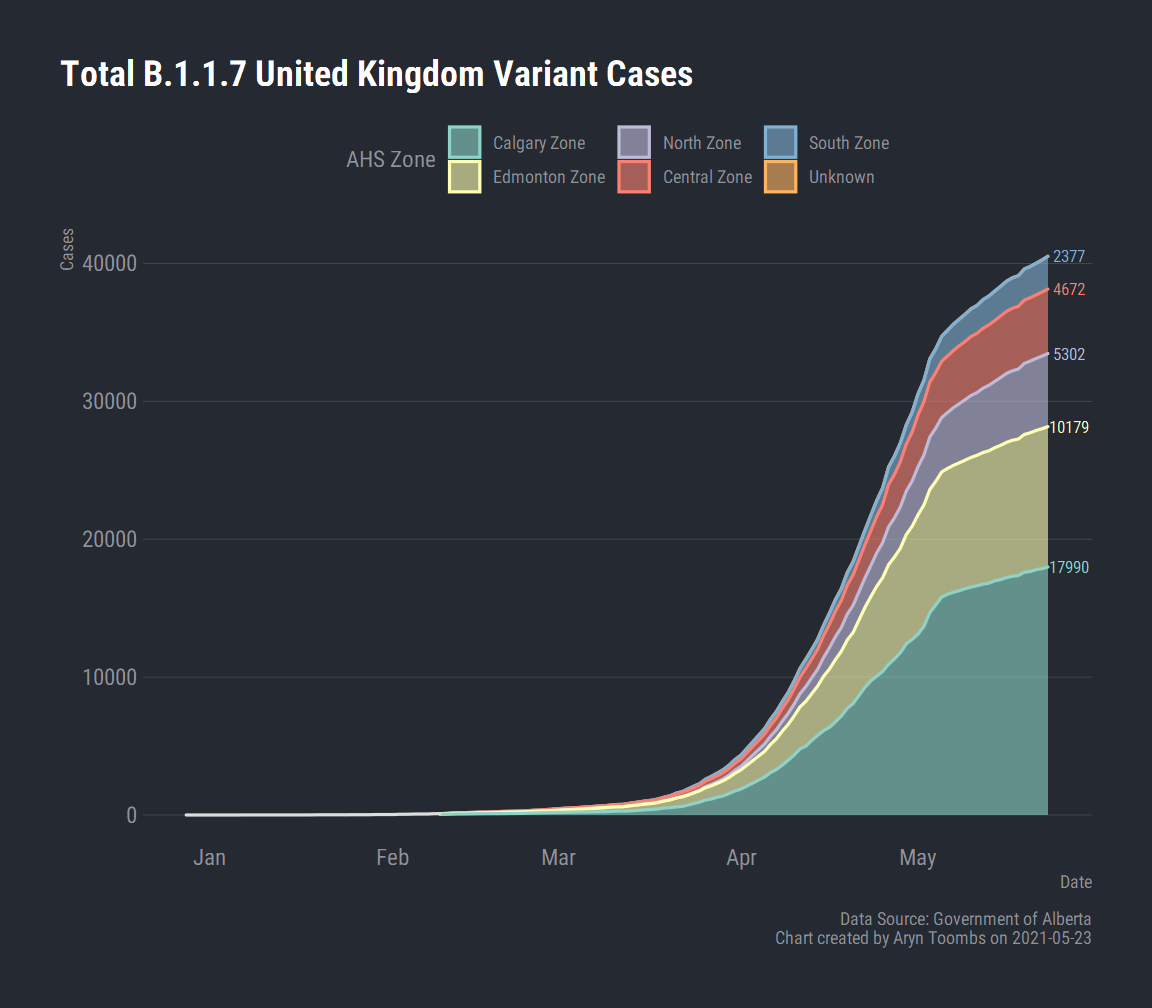 Total B.1.1.7 United Kingdom Variant Cases
AHS Zone
Calgary Zone
North Zone
South Zone
Edmonton Zone
Central Zone
Unknown
Cases
40000
30000
20000
10000
0
2377
4672
5302
10179
17990
Jan
Feb
Mar
Apr
May
Date
Data Source: Government of Alberta
Chart created by Aryn Toombs on 2021-05-23